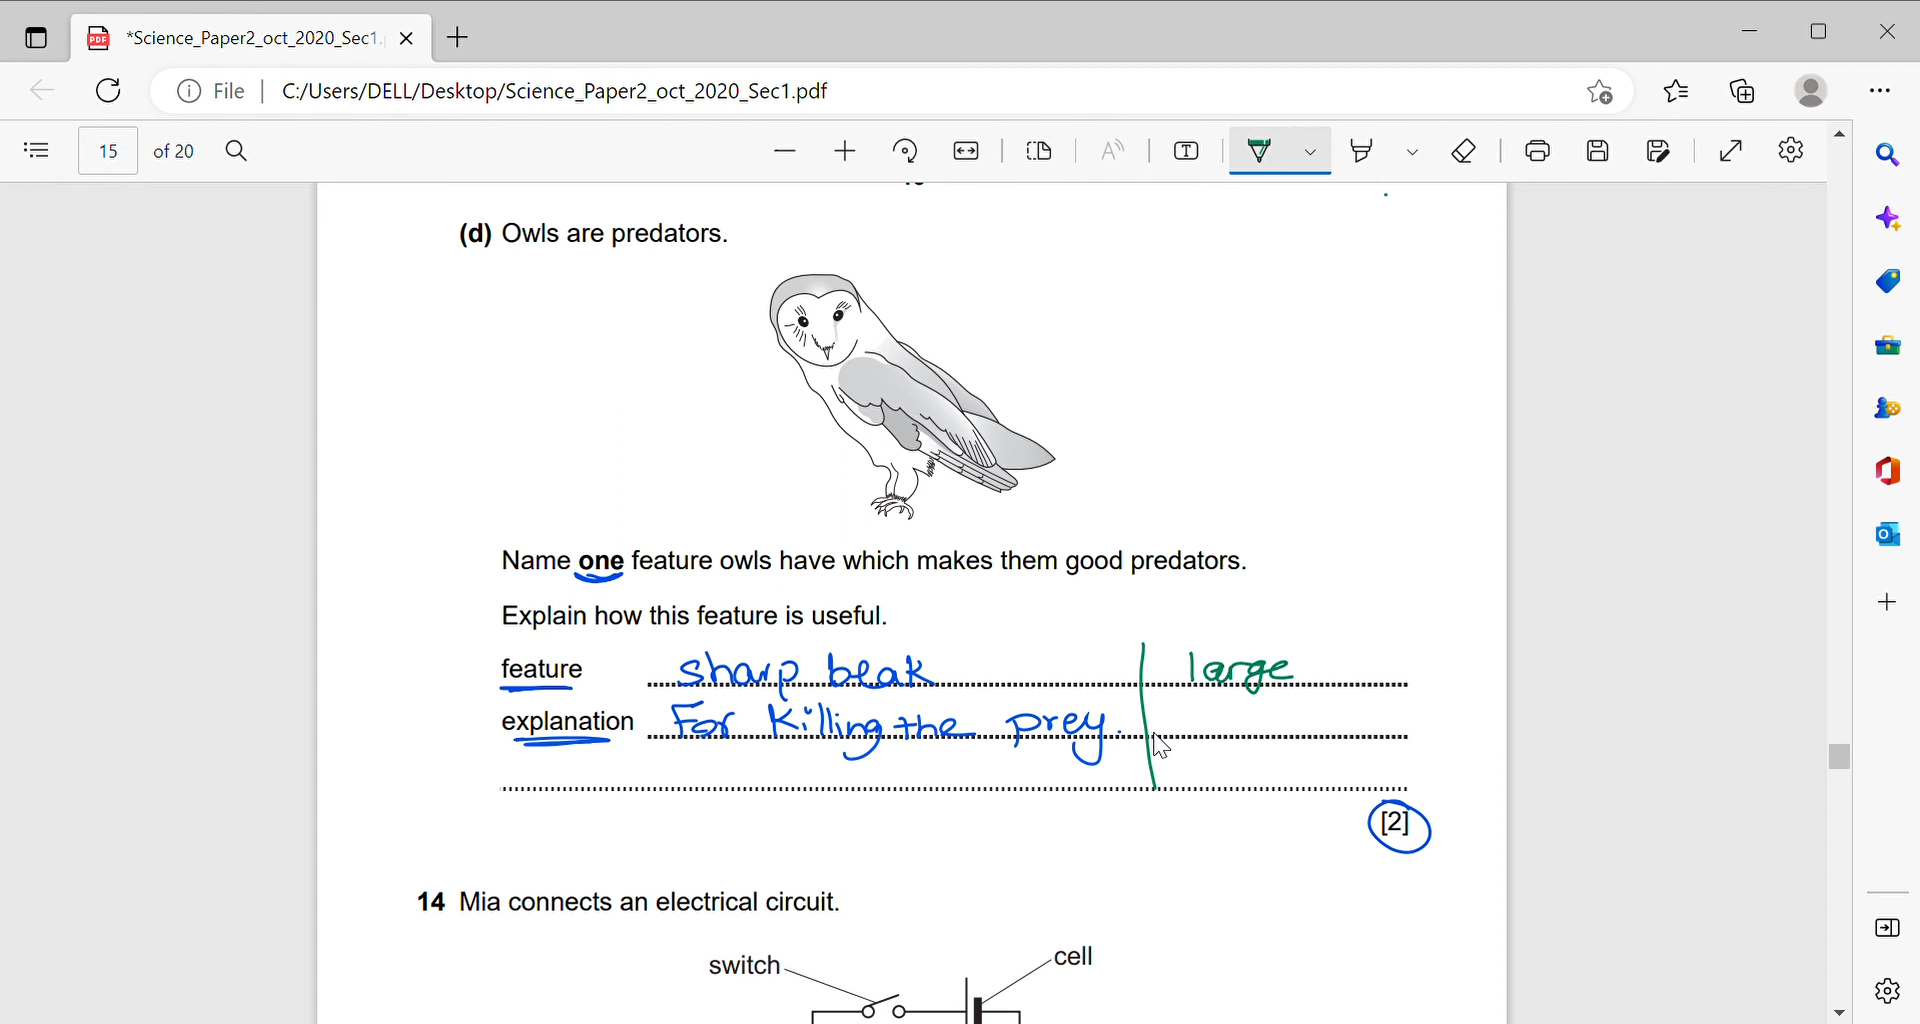 *Science_Paper2_oct_2020_Sec1.
File C:/Users/DELL/Desktop/Science_Paper2_oct_2020_Sec1.pdf
15 of 20
(d) Owls are predators.
Name one feature owls have which makes them good predators.
Explain how this feature is useful.
feature sharp beak large
explanation For killing the prey.
[2]
14 Mia connects an electrical circuit.
switch cell